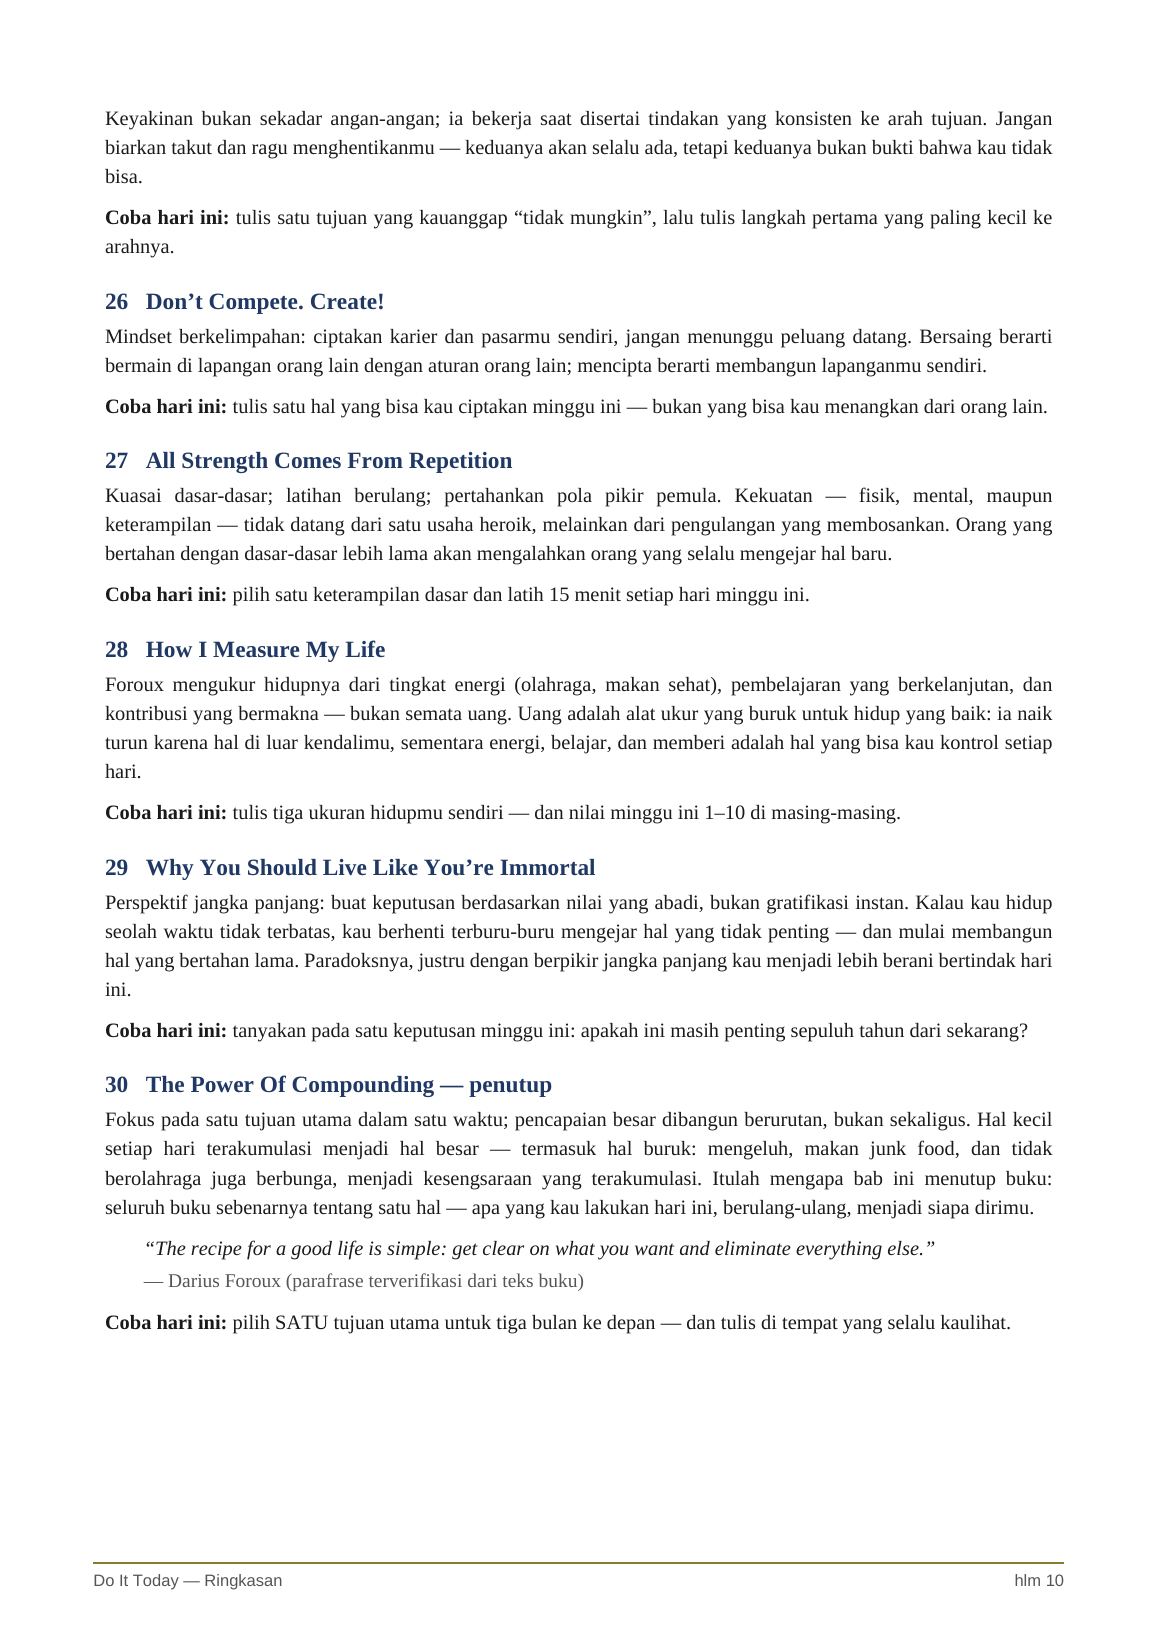 Keyakinan bukan sekadar angan-angan; ia bekerja saat disertai tindakan yang konsisten ke arah tujuan. Jangan
biarkan takut dan ragu menghentikanmu — keduanya akan selalu ada, tetapi keduanya bukan bukti bahwa kau tidak
bisa.
Coba hari ini: tulis satu tujuan yang kauanggap “tidak mungkin”, lalu tulis langkah pertama yang paling kecil ke
arahnya.
26 Don’t Compete. Create!
Mindset berkelimpahan: ciptakan karier dan pasarmu sendiri, jangan menunggu peluang datang. Bersaing berarti
bermain di lapangan orang lain dengan aturan orang lain; mencipta berarti membangun lapanganmu sendiri.
Coba hari ini: tulis satu hal yang bisa kau ciptakan minggu ini — bukan yang bisa kau menangkan dari orang lain.
27 All Strength Comes From Repetition
Kuasai dasar-dasar; latihan berulang; pertahankan pola pikir pemula. Kekuatan — fisik, mental, maupun
keterampilan — tidak datang dari satu usaha heroik, melainkan dari pengulangan yang membosankan. Orang yang
bertahan dengan dasar-dasar lebih lama akan mengalahkan orang yang selalu mengejar hal baru.
Coba hari ini: pilih satu keterampilan dasar dan latih 15 menit setiap hari minggu ini.
28 How I Measure My Life
Foroux mengukur hidupnya dari tingkat energi (olahraga, makan sehat), pembelajaran yang berkelanjutan, dan
kontribusi yang bermakna — bukan semata uang. Uang adalah alat ukur yang buruk untuk hidup yang baik: ia naik
turun karena hal di luar kendalimu, sementara energi, belajar, dan memberi adalah hal yang bisa kau kontrol setiap
hari.
Coba hari ini: tulis tiga ukuran hidupmu sendiri — dan nilai minggu ini 1–10 di masing-masing.
29 Why You Should Live Like You’re Immortal
Perspektif jangka panjang: buat keputusan berdasarkan nilai yang abadi, bukan gratifikasi instan. Kalau kau hidup
seolah waktu tidak terbatas, kau berhenti terburu-buru mengejar hal yang tidak penting — dan mulai membangun
hal yang bertahan lama. Paradoksnya, justru dengan berpikir jangka panjang kau menjadi lebih berani bertindak hari
ini.
Coba hari ini: tanyakan pada satu keputusan minggu ini: apakah ini masih penting sepuluh tahun dari sekarang?
30 The Power Of Compounding — penutup
Fokus pada satu tujuan utama dalam satu waktu; pencapaian besar dibangun berurutan, bukan sekaligus. Hal kecil
setiap hari terakumulasi menjadi hal besar — termasuk hal buruk: mengeluh, makan junk food, dan tidak
berolahraga juga berbunga, menjadi kesengsaraan yang terakumulasi. Itulah mengapa bab ini menutup buku:
seluruh buku sebenarnya tentang satu hal — apa yang kau lakukan hari ini, berulang-ulang, menjadi siapa dirimu.
“The recipe for a good life is simple: get clear on what you want and eliminate everything else.”
— Darius Foroux (parafrase terverifikasi dari teks buku)
Coba hari ini: pilih SATU tujuan utama untuk tiga bulan ke depan — dan tulis di tempat yang selalu kaulihat.
Do It Today — Ringkasan
hlm 10